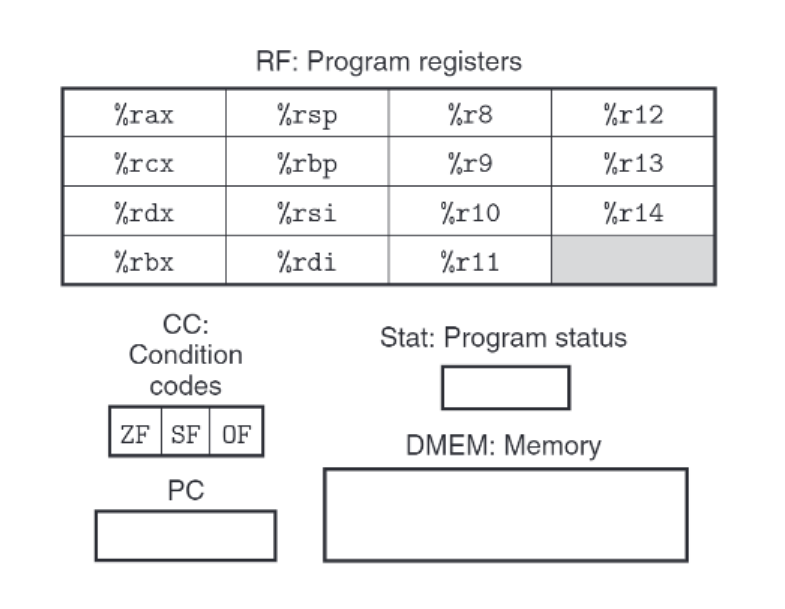 RF: Program registers
%rax %rsp %r8 %r12
%rcx %rbp %r9 %r13
%rdx %rsi %r10 %r14
%rbx %rdi %r11
CC:
Condition
codes
ZF SF OF
Stat: Program status
DMEM: Memory
PC